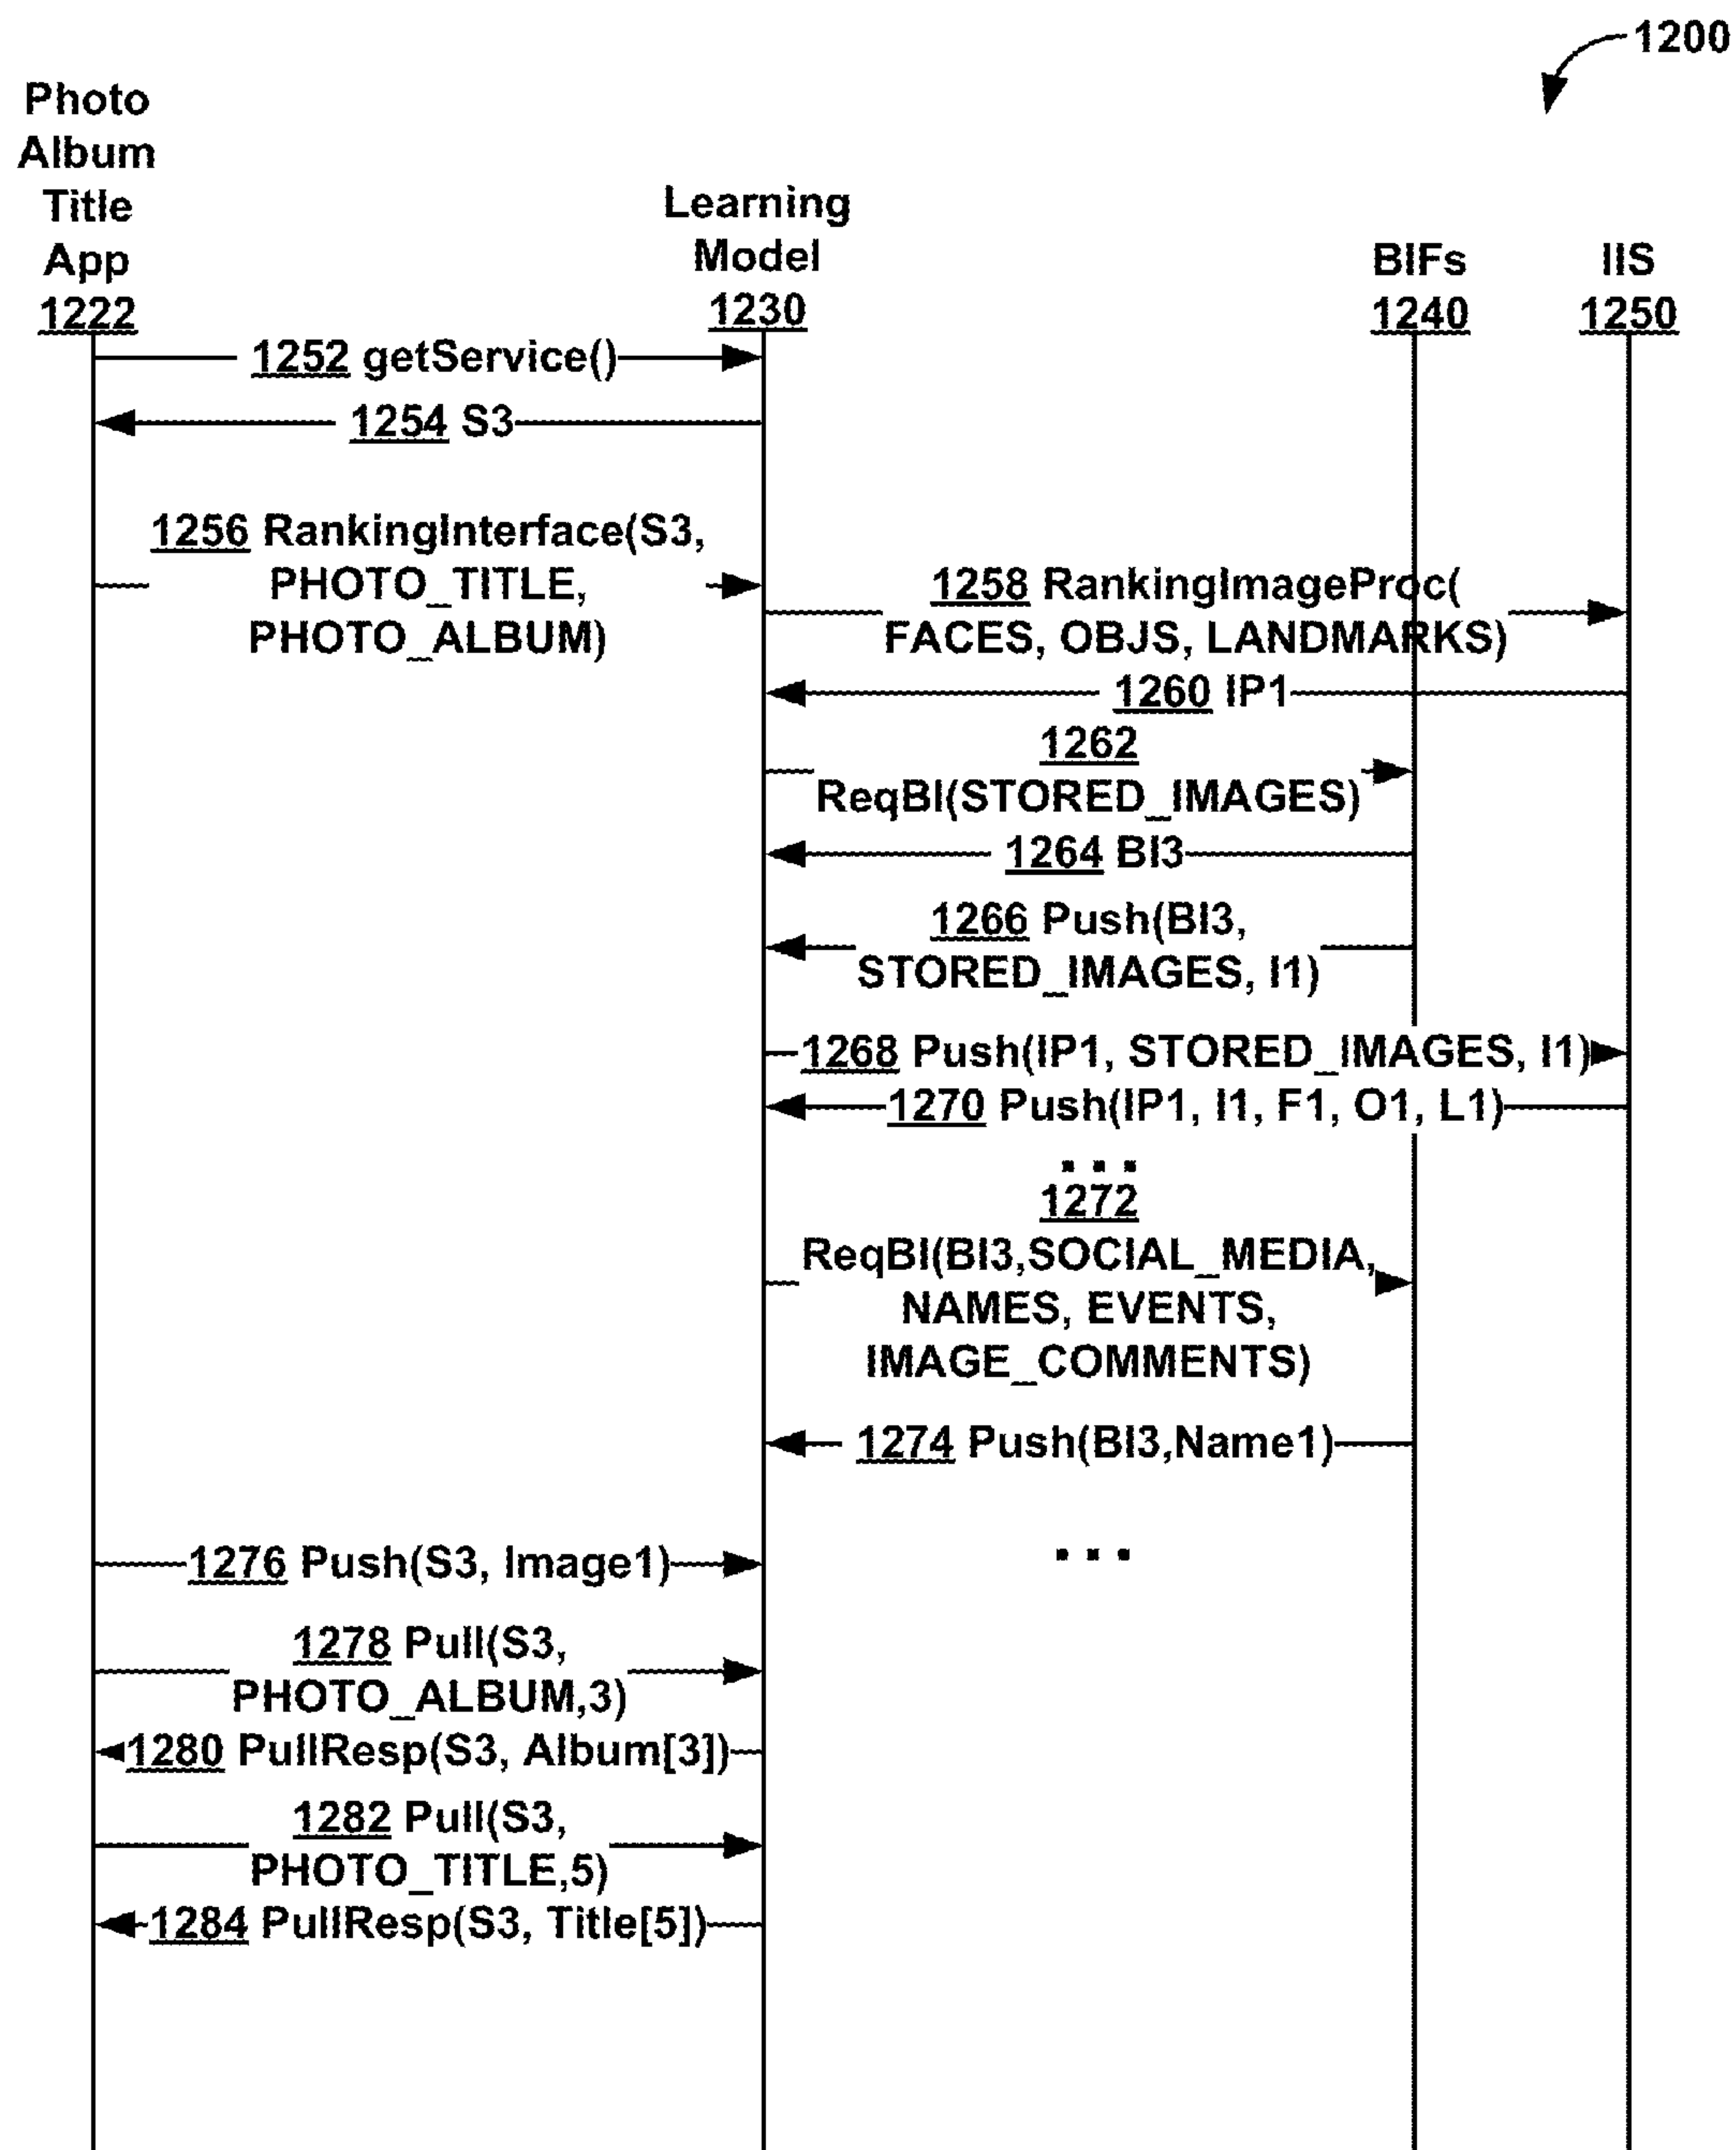 1200
Photo
Album
Title
App
1222
Learning
Model
1230
BIFs
1240
IIS
1250
1252 getService()
1254 S3
1256 RankingInterface(S3,
PHOTO_TITLE,
PHOTO_ALBUM)
1258 RankingImageProc(
FACES, OBJS, LANDMARKS)
1260 IP1
1262
ReqBI(STORED_IMAGES)
1264 BI3
1266 Push(BI3,
STORED_IMAGES, I1)
1268 Push(IP1, STORED_IMAGES, I1)
1270 Push(IP1, I1, F1, O1, L1)
...
1272
ReqBI(BI3,SOCIAL_MEDIA,
NAMES, EVENTS,
IMAGE_COMMENTS)
1274 Push(BI3,Name1)
...
1276 Push(S3, Image1)
1278 Pull(S3,
PHOTO_ALBUM,3)
1280 PullResp(S3, Album[3])
1282 Pull(S3,
PHOTO_TITLE,5)
1284 PullResp(S3, Title[5])